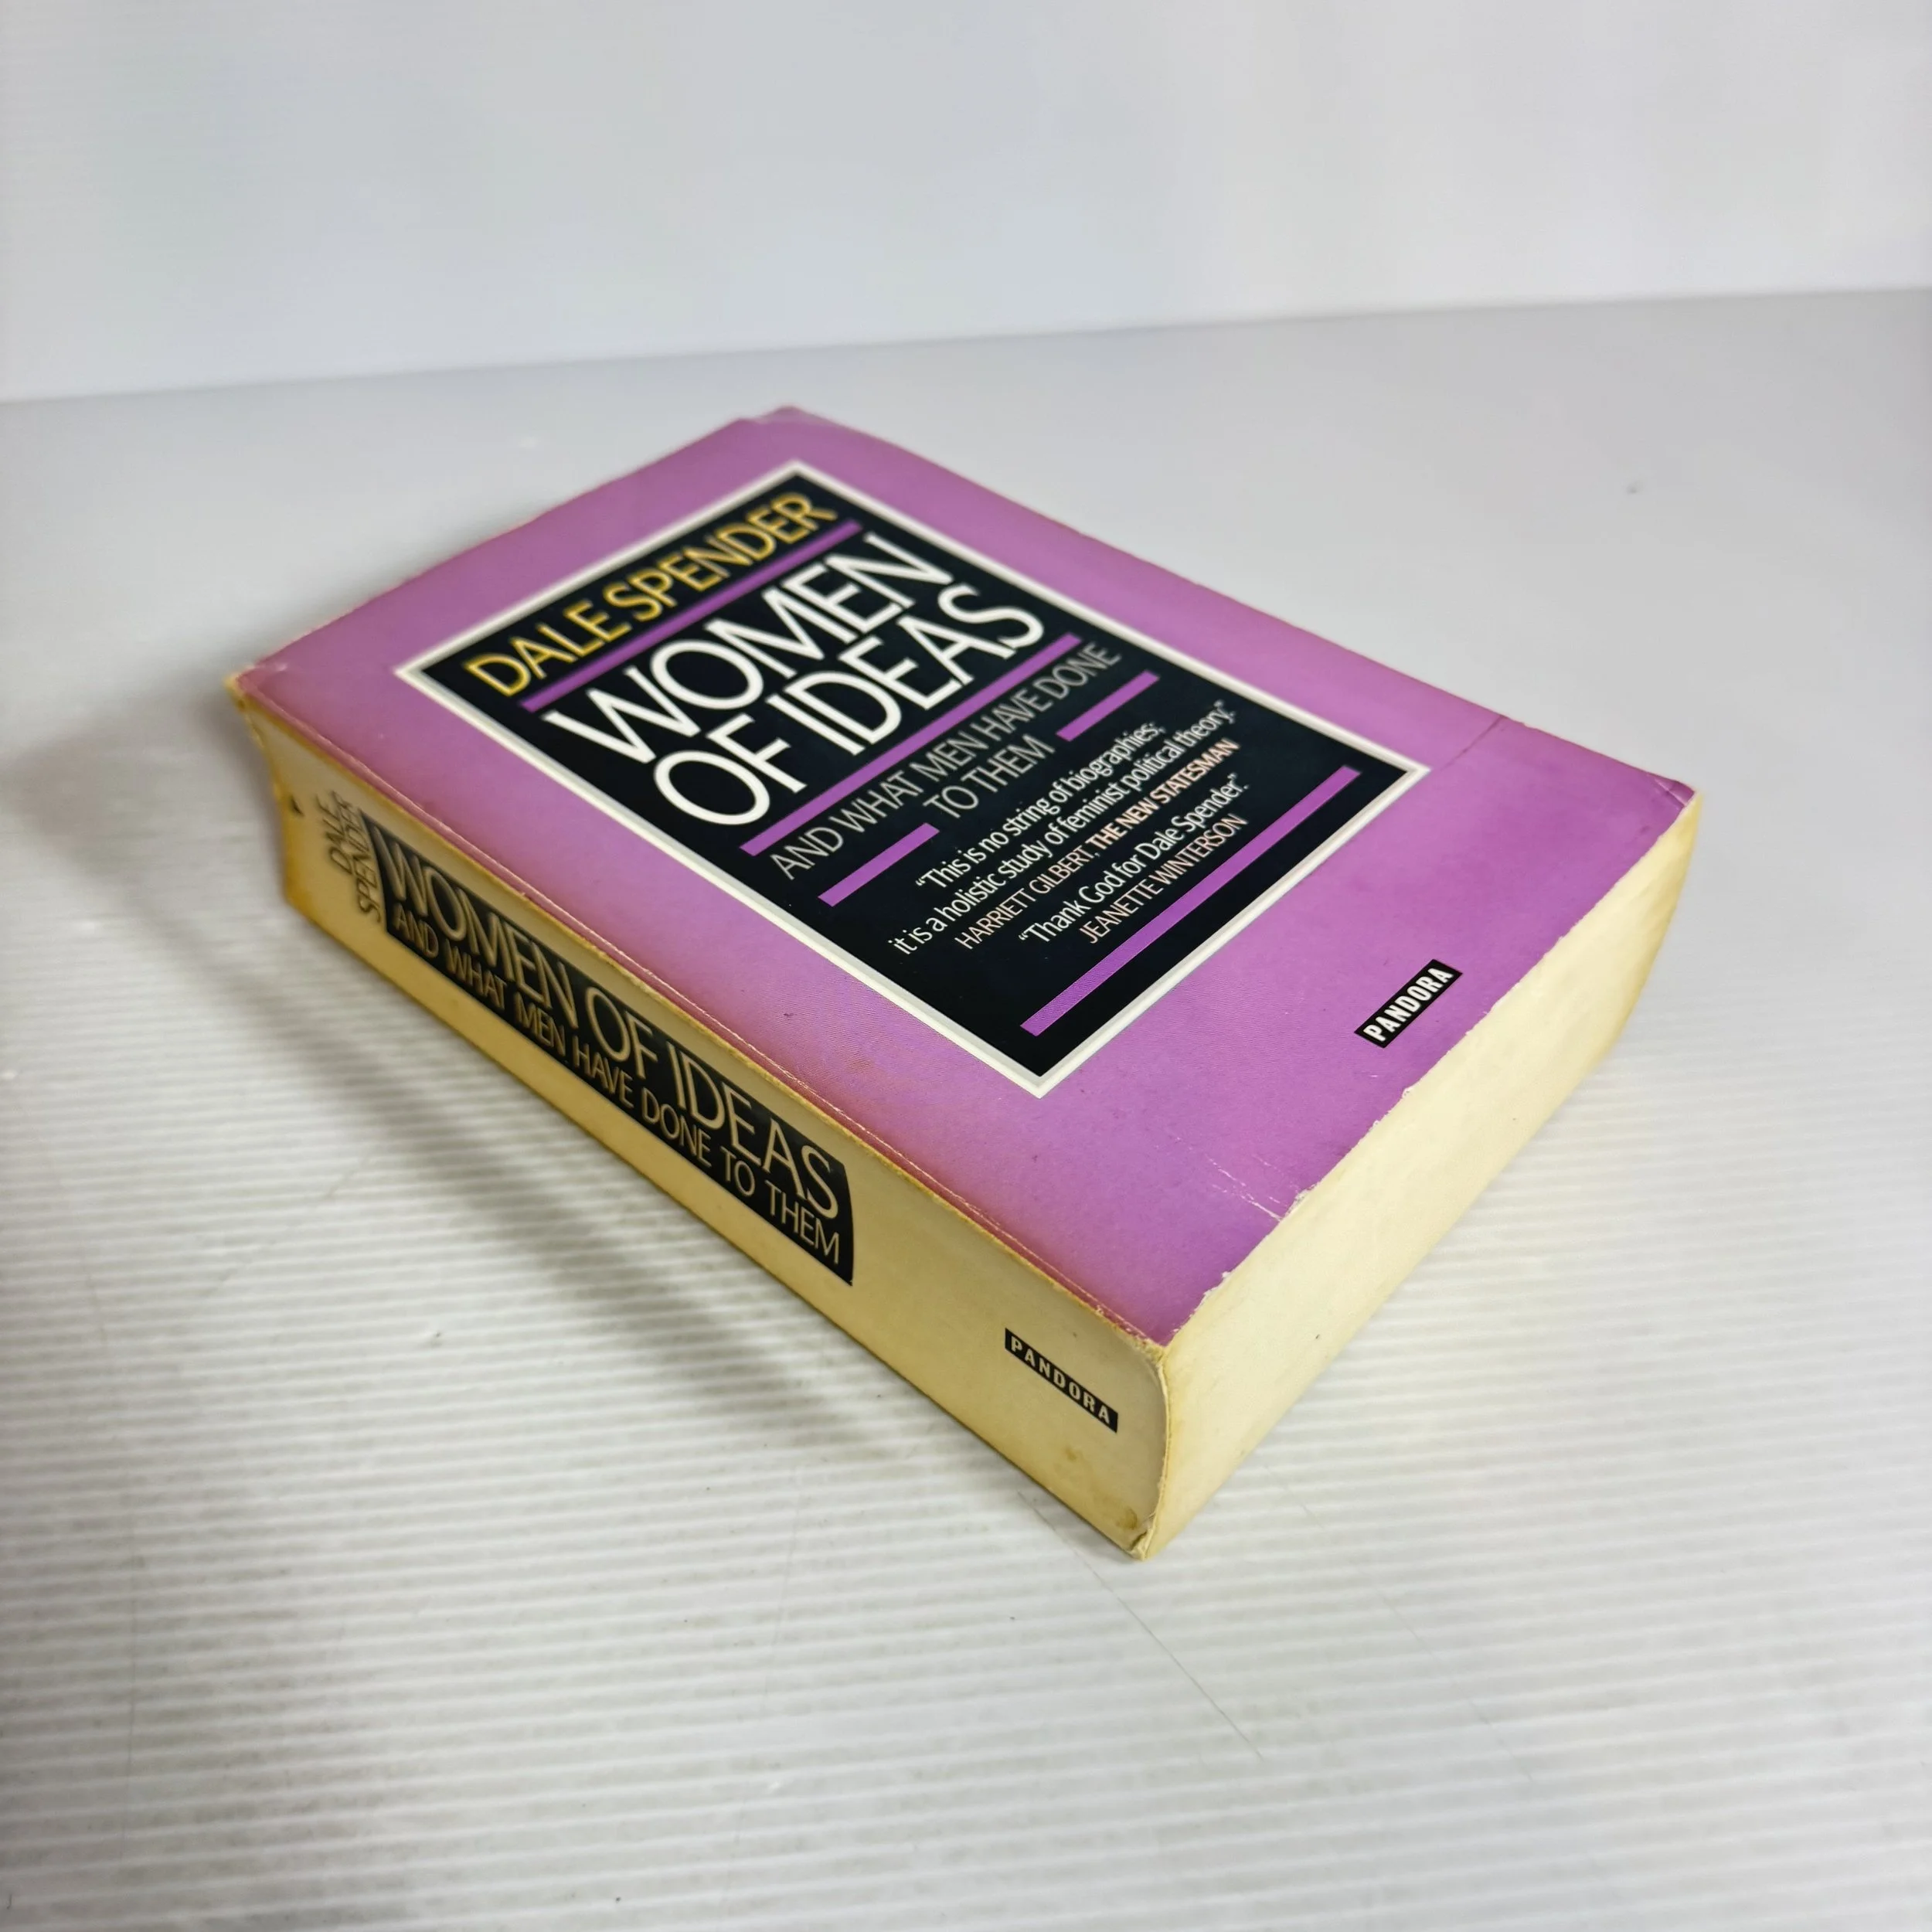 DALE SPENDER
WOMEN
OF IDEAS
AND WHAT MEN HAVE DONE
TO THEM
“This is no string of biographies;
it is a holistic study of feminist political theory.”
HARRIETT GILBERT, THE NEW STATESMAN
“Thank God for Dale Spender.”
JEANETTE WINTERSON
PANDORA
DALE
SPENDER
WOMEN OF IDEAS
AND WHAT MEN HAVE DONE TO THEM
PANDORA